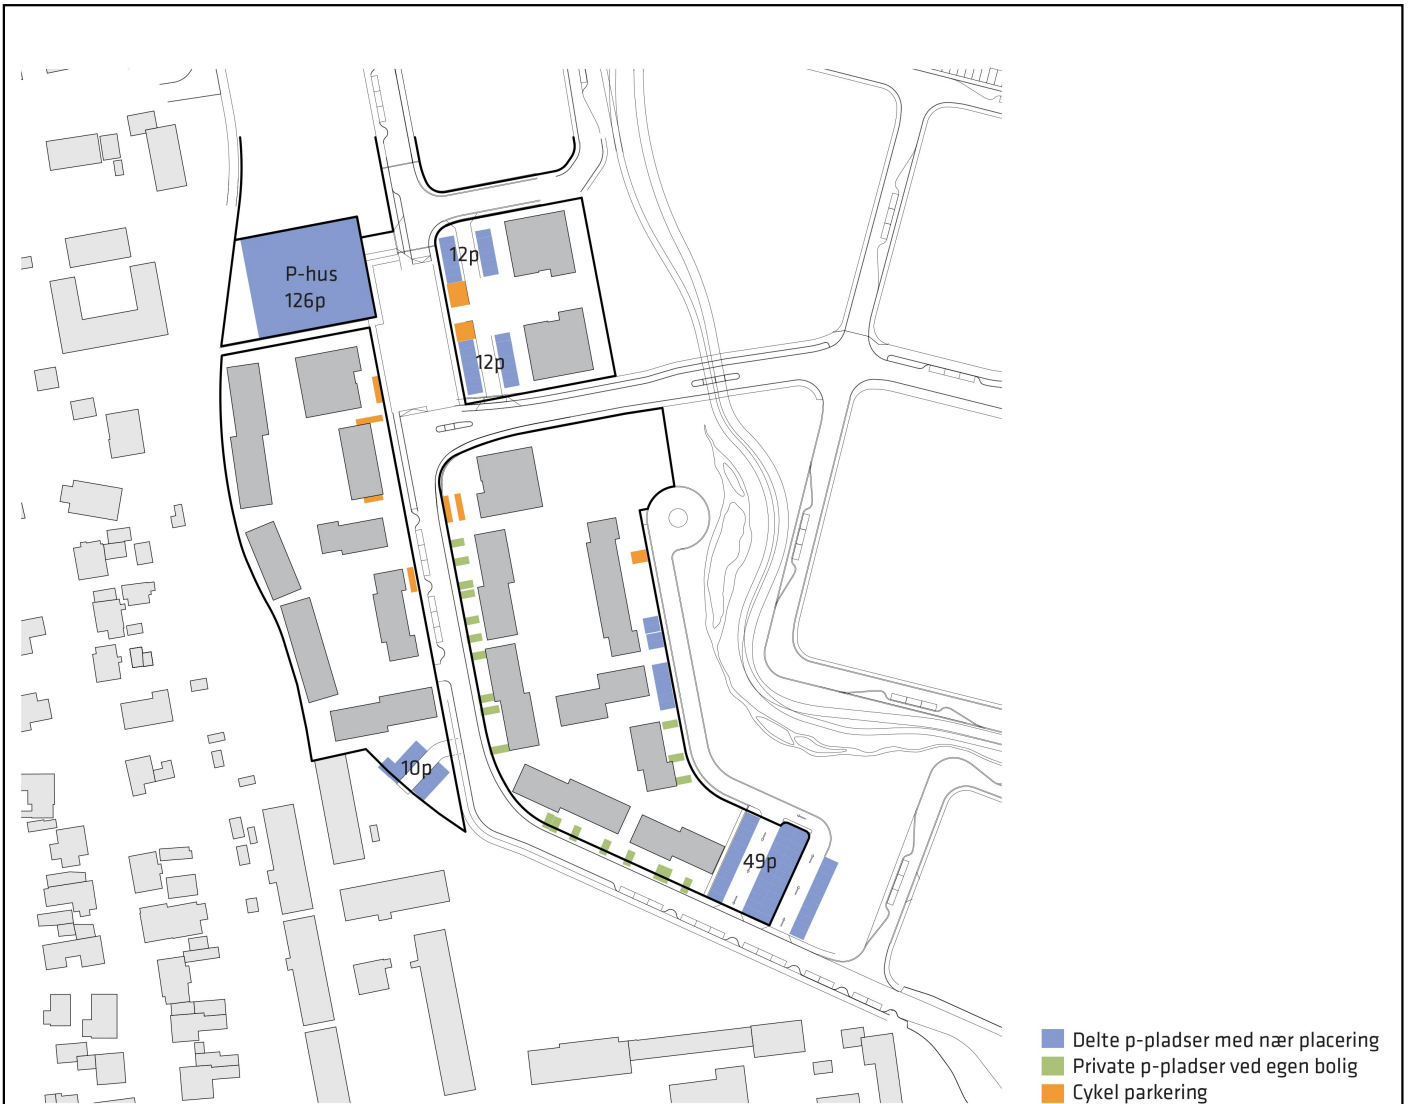 12p
P-hus
126p
12p
10p
49p
Delte p-pladser med nær placering
Private p-pladser ved egen bolig
Cykel parkering